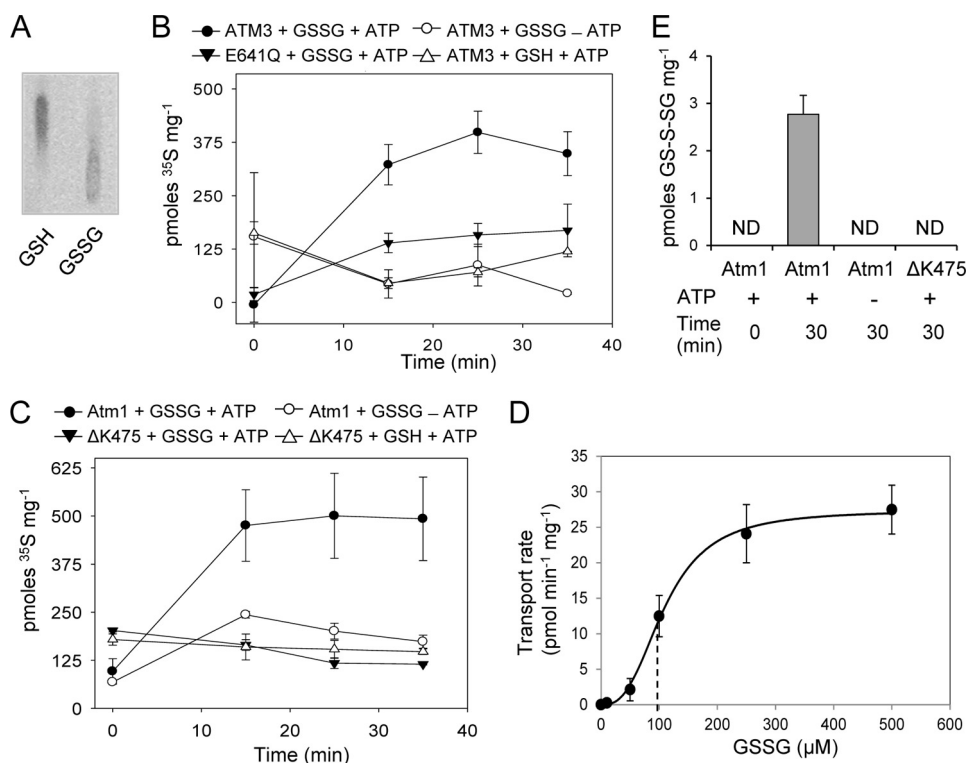 A
GSH
GSSG
B
ATM3 + GSSG + ATP
ATM3 + GSSG – ATP
E641Q + GSSG + ATP
ATM3 + GSH + ATP
pmoles ³⁵S mg⁻¹
500
375
250
125
0
0 10 20 30 40
Time (min)
E
pmoles GS-S-SG mg⁻¹
4
3
2
1
0
ND ND ND
Atm1 Atm1 Atm1 ΔK475
ATP + + - +
Time (min) 0 30 30 30
C
Atm1 + GSSG + ATP
Atm1 + GSSG – ATP
ΔK475 + GSSG + ATP
ΔK475 + GSH + ATP
pmoles ³⁵S mg⁻¹
625
500
375
250
125
0
0 10 20 30 40
Time (min)
D
Transport rate
(pmol min⁻¹ mg⁻¹)
35
30
25
20
15
10
5
0
0 100 200 300 400 500 600
GSSG (µM)